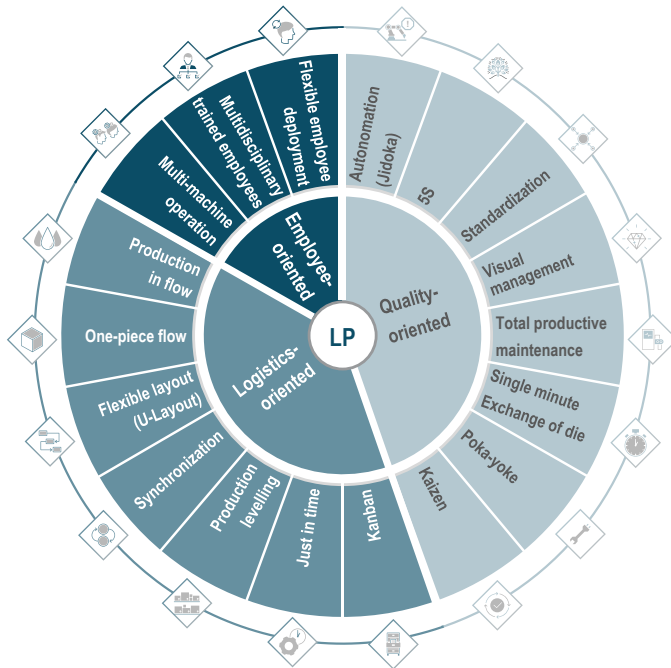 LP
Quality-
oriented
Autonomation
(Jidoka)
5S
Standardization
Visual
management
Total productive
maintenance
Single minute
Exchange of die
Poka-yoke
Kaizen
Logistics-
oriented
Kanban
Just in time
Production
levelling
Synchronization
Flexible layout
(U-Layout)
One-piece flow
Production
in flow
Employee-
oriented
Multi-machine
operation
Multidisciplinary
trained employees
Flexible employee
deployment